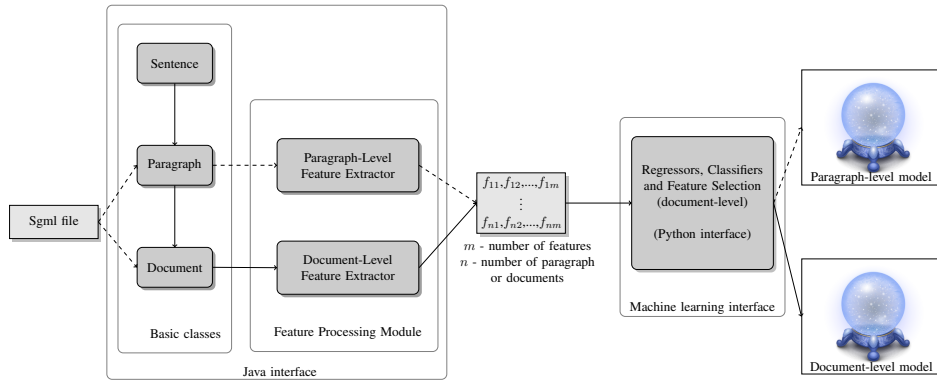 Sgml file
Sentence
Paragraph
Document
Basic classes
Paragraph-Level
Feature Extractor
Document-Level
Feature Extractor
Feature Processing Module
Java interface
f11,f12,...,f1m
⋮
fn1,fn2,...,fnm
m - number of features
n - number of paragraph
or documents
Regressors, Classifiers
and Feature Selection
(document-level)
(Python interface)
Machine learning interface
Paragraph-level model
Document-level model